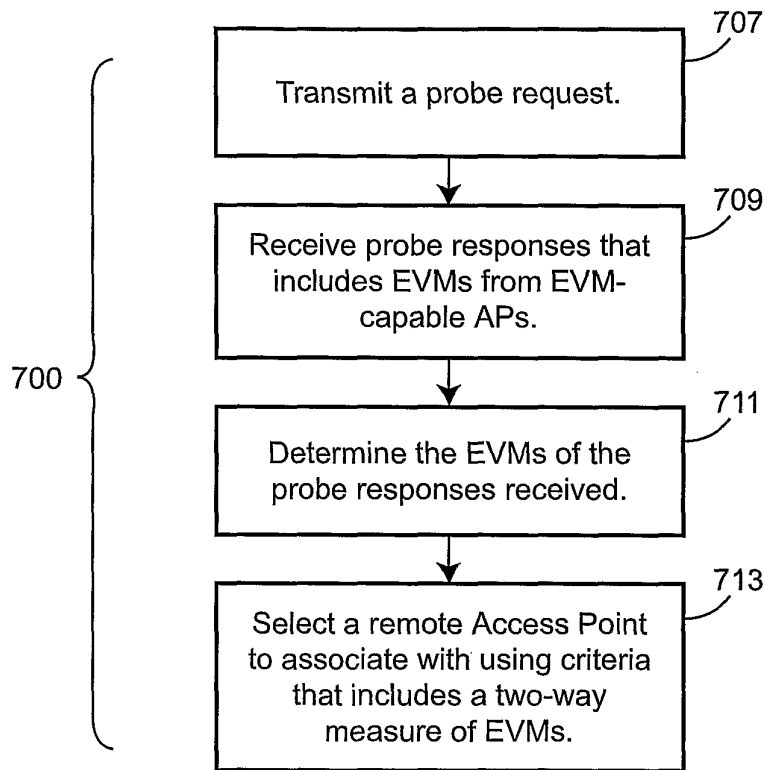 707
Transmit a probe request.
709
Receive probe responses that
includes EVMs from EVM-
capable APs.
700
711
Determine the EVMs of the
probe responses received.
713
Select a remote Access Point
to associate with using criteria
that includes a two-way
measure of EVMs.